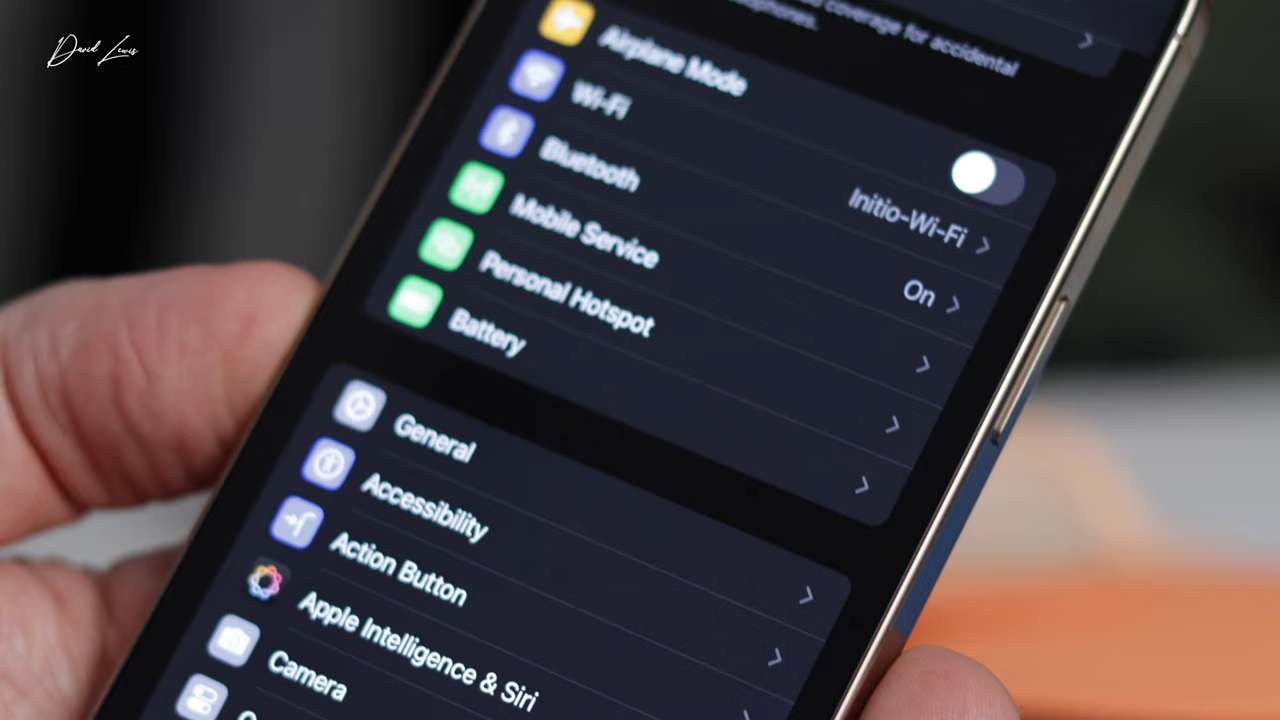 David Lewis
coverage for accidental
Airplane Mode
Wi-Fi
Initio-Wi-Fi
Bluetooth
On
Mobile Service
Personal Hotspot
Battery
General
Accessibility
Action Button
Apple Intelligence & Siri
Camera